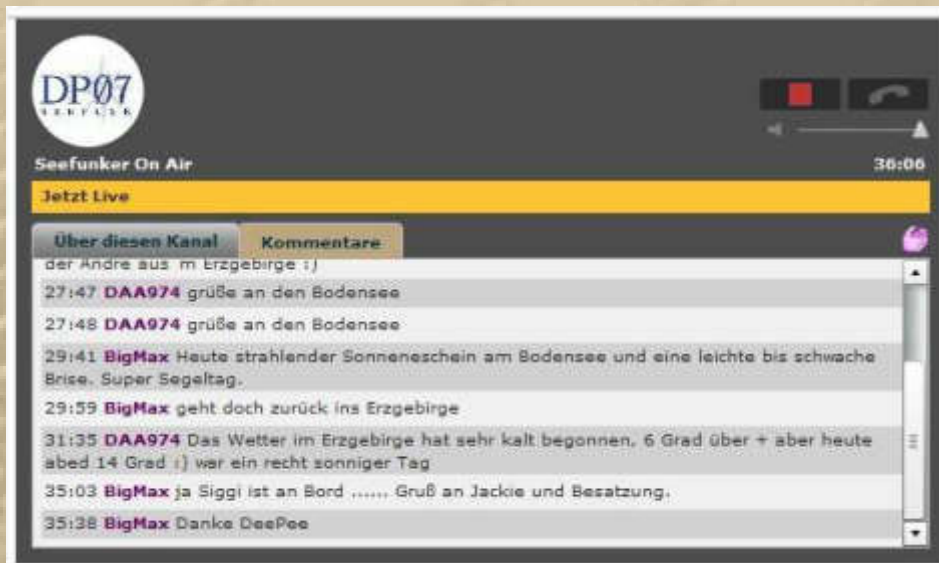 DPØ7
SEEFUNK
Seefunker On Air
36:06
Jetzt Live
Über diesen Kanal
Kommentare
der Andre aus 'm Erzgebirge :)
27:47 DAA974 grüße an den Bodensee
27:48 DAA974 grüße an den Bodensee
29:41 BigMax Heute strahlender Sonneneschein am Bodensee und eine leichte bis schwache
Brise. Super Segeltag.
29:59 BigMax geht doch zurück ins Erzgebirge
31:35 DAA974 Das Wetter im Erzgebirge hat sehr kalt begonnen, 6 Grad über + aber heute
abed 14 Grad :) war ein recht sonniger Tag
35:03 BigMax ja Siggi ist an Bord ...... Gruß an Jackie und Besatzung.
35:38 BigMax Danke DeePee